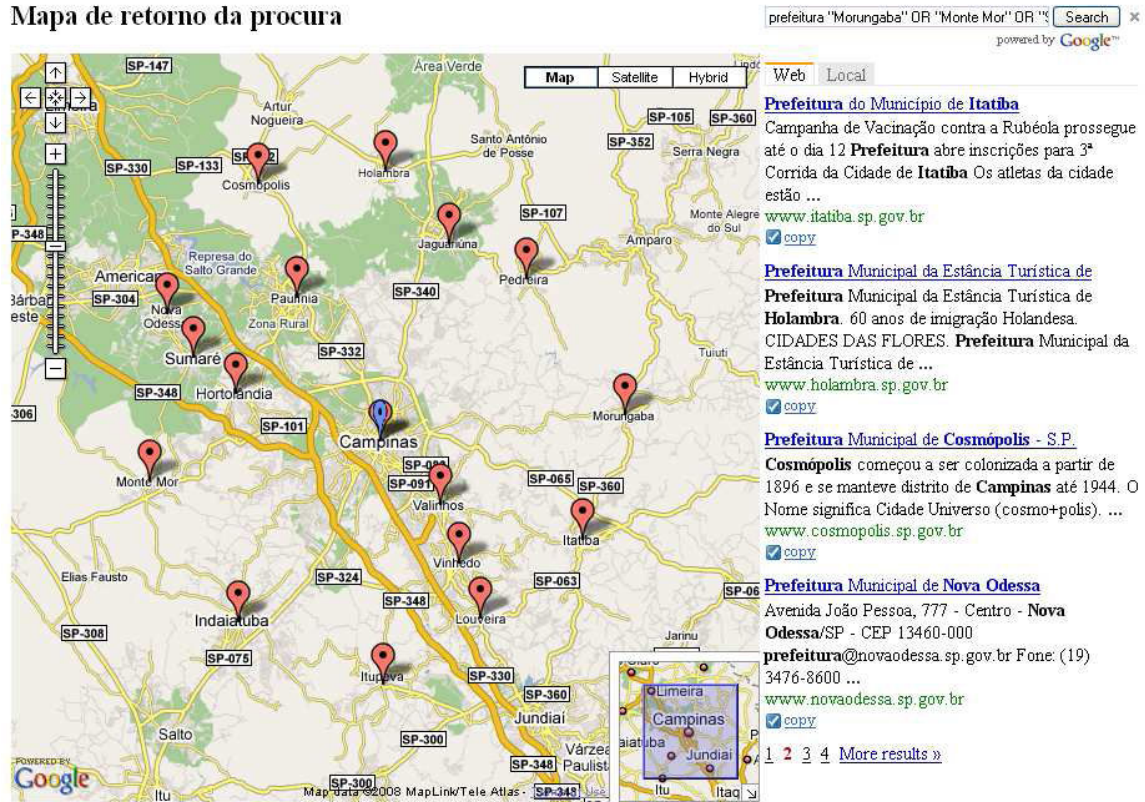 Mapa de retorno da procura
prefeitura "Morungaba" OR "Monte Mor" OR "S
Search
powered by Google™
Web
Local
Prefeitura do Município de Itatiba
Campanha de Vacinação contra a Rubéola prossegue
até o dia 12 Prefeitura abre inscrições para 3ª
Corrida da Cidade de Itatiba Os atletas da cidade
estão ...
www.itatiba.sp.gov.br
copy
Prefeitura Municipal da Estância Turística de
Prefeitura Municipal da Estância Turística de
Holambra. 60 anos de imigração Holandesa.
CIDADES DAS FLORES. Prefeitura Municipal da
Estância Turística de ...
www.holambra.sp.gov.br
copy
Prefeitura Municipal de Cosmópolis - S.P.
Cosmópolis começou a ser colonizada a partir de
1896 e se manteve distrito de Campinas até 1944. O
Nome significa Cidade Universo (cosmo+polis). ...
www.cosmopolis.sp.gov.br
copy
Prefeitura Municipal de Nova Odessa
Avenida João Pessoa, 777 - Centro - Nova
Odessa/SP - CEP 13460-000
prefeitura@novaodessa.sp.gov.br Fone: (19)
3476-8600 ...
www.novaodessa.sp.gov.br
copy
1 2 3 4 More results »
Map
Satellite
Hybrid
SP-147
Área Verde
Artur
Nogueira
SP-105
SP-360
Santo Antônio
de Posse
SP-352
Serra Negra
SP-330
SP-133
Cosmópolis
Holambra
SP-107
Monte Alegre
do Sul
Jaguariúna
Amparo
SP-348
Represa do
Salto Grande
Pedreira
SP-304
Paulínia
SP-340
Nova
Zona Rural
Sumaré
SP-332
Tuiuti
Hortolândia
SP-348
Morungaba
SP-101
Campinas
SP-091
SP-065
SP-360
Monte Mor
Valinhos
Itatiba
Vinhedo
Elias Fausto
SP-324
SP-063
SP-348
Indaiatuba
Louveira
SP-308
Jarinu
SP-075
Itupeva
SP-330
SP-360
Jundiaí
Salto
SP-300
Várzea
Paulist
SP-348
POWERED BY
Google
SP-300
Itu
Map data ©2008 MapLink/Tele Atlas -
SP-348
Use
Limeira
Campinas
aiatuba
Jundiai
Itu
Itaq